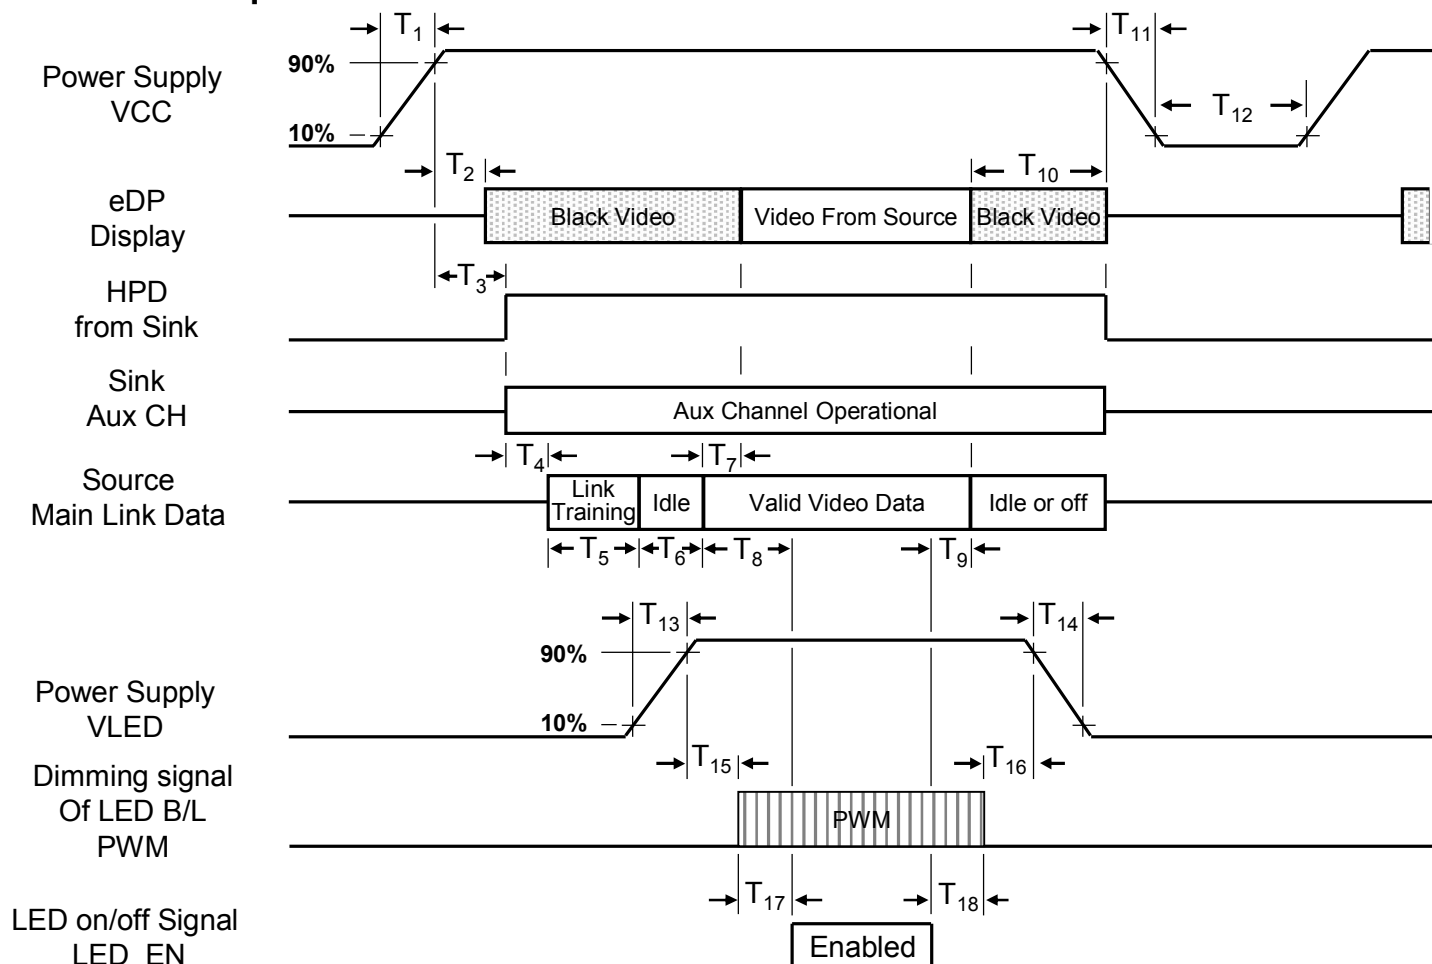 T1
T11
90%
Power Supply
VCC
T12
10%
T2
T10
eDP
Display
Black Video
Video From Source
Black Video
T3
HPD
from Sink
Sink
Aux CH
Aux Channel Operational
T4
T7
Source
Main Link Data
Link
Training
Idle
Valid Video Data
Idle or off
T5
T6
T8
T9
T13
T14
90%
Power Supply
VLED
10%
T15
T16
Dimming signal
Of LED B/L
PWM
PWM
T17
T18
LED on/off Signal
LED_EN
Enabled